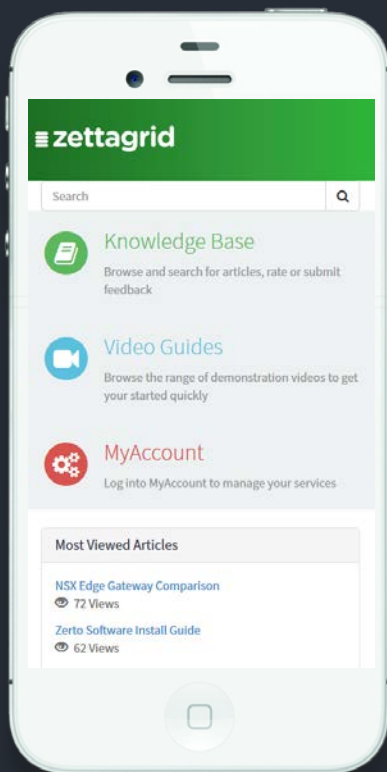 zettagrid
Search
Knowledge Base
Browse and search for articles, rate or submit
feedback
Video Guides
Browse the range of demonstration videos to get
your started quickly
MyAccount
Log into MyAccount to manage your services
Most Viewed Articles
NSX Edge Gateway Comparison
72 Views
Zerto Software Install Guide
62 Views